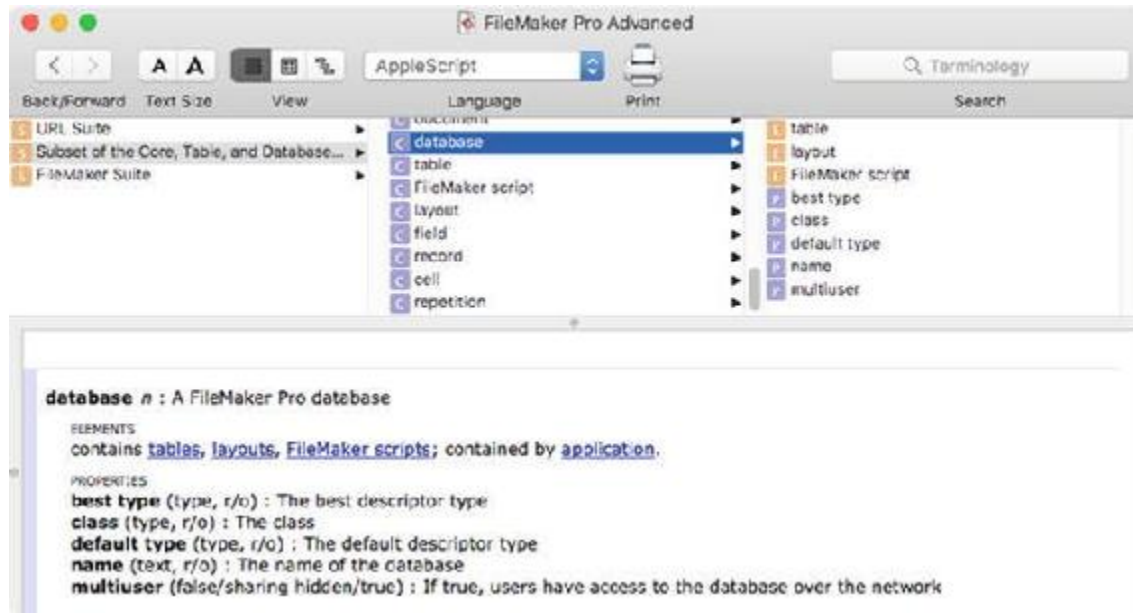 FileMaker Pro Advanced
A A
AppleScript
Terminology
Back/Forward Text Size View Language Print Search
URL Suite
Subset of the Core, Table, and Database...
FileMaker Suite
document
database
table
FileMaker script
layout
field
record
cell
repetition
table
layout
FileMaker script
best type
class
default type
name
multiuser
database n : A FileMaker Pro database
ELEMENTS
contains tables, layouts, FileMaker scripts; contained by application.
PROPERTIES
best type (type, r/o) : The best descriptor type
class (type, r/o) : The class
default type (type, r/o) : The default descriptor type
name (text, r/o) : The name of the database
multiuser (false/sharing hidden/true) : If true, users have access to the database over the network